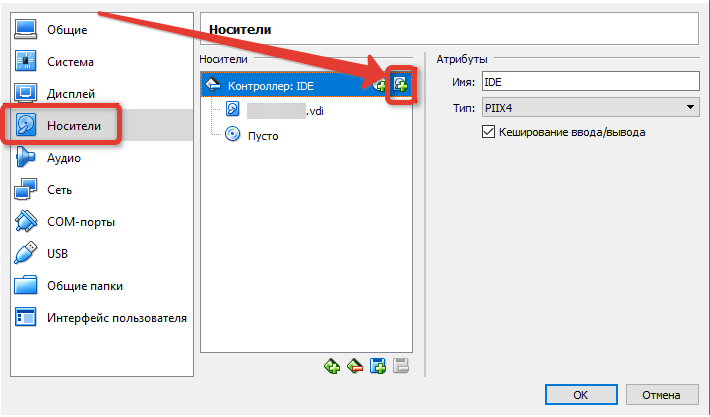 Общие
Система
Дисплей
Носители
Аудио
Сеть
COM-порты
USB
Общие папки
Интерфейс пользователя
Носители
Носители
Контроллер: IDE
.vdi
Пусто
Атрибуты
Имя: IDE
Тип: PIIX4
Кеширование ввода/вывода
OK Отмена